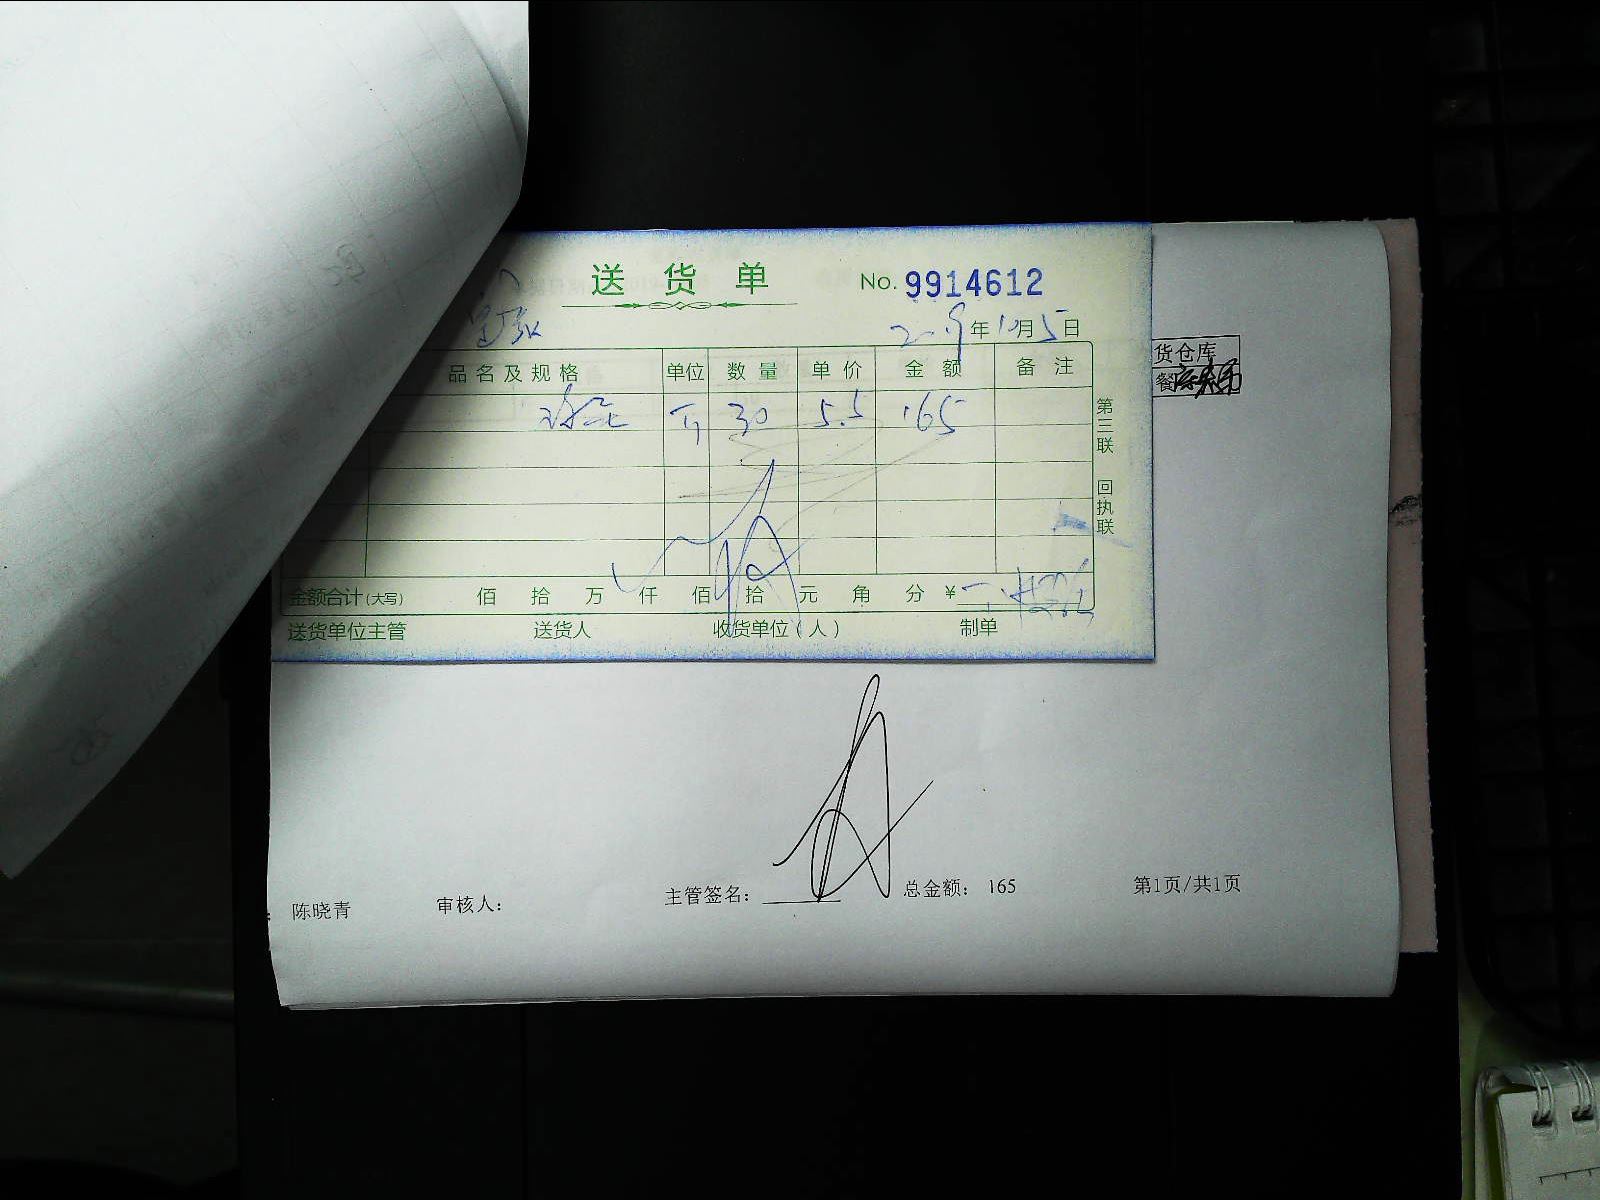 送货单 No. 9914612
年10月5日
货仓库
品名及规格 单位 数量 单价 金额 备注
餐
30 5.5 165
第三联 回执联
金额合计(大写) 佰 拾 万 仟 佰 拾 元 角 分 ¥
送货单位主管 送货人 收货单位(人) 制单
: 陈晓青 审核人: 主管签名: 总金额: 165 第1页/共1页